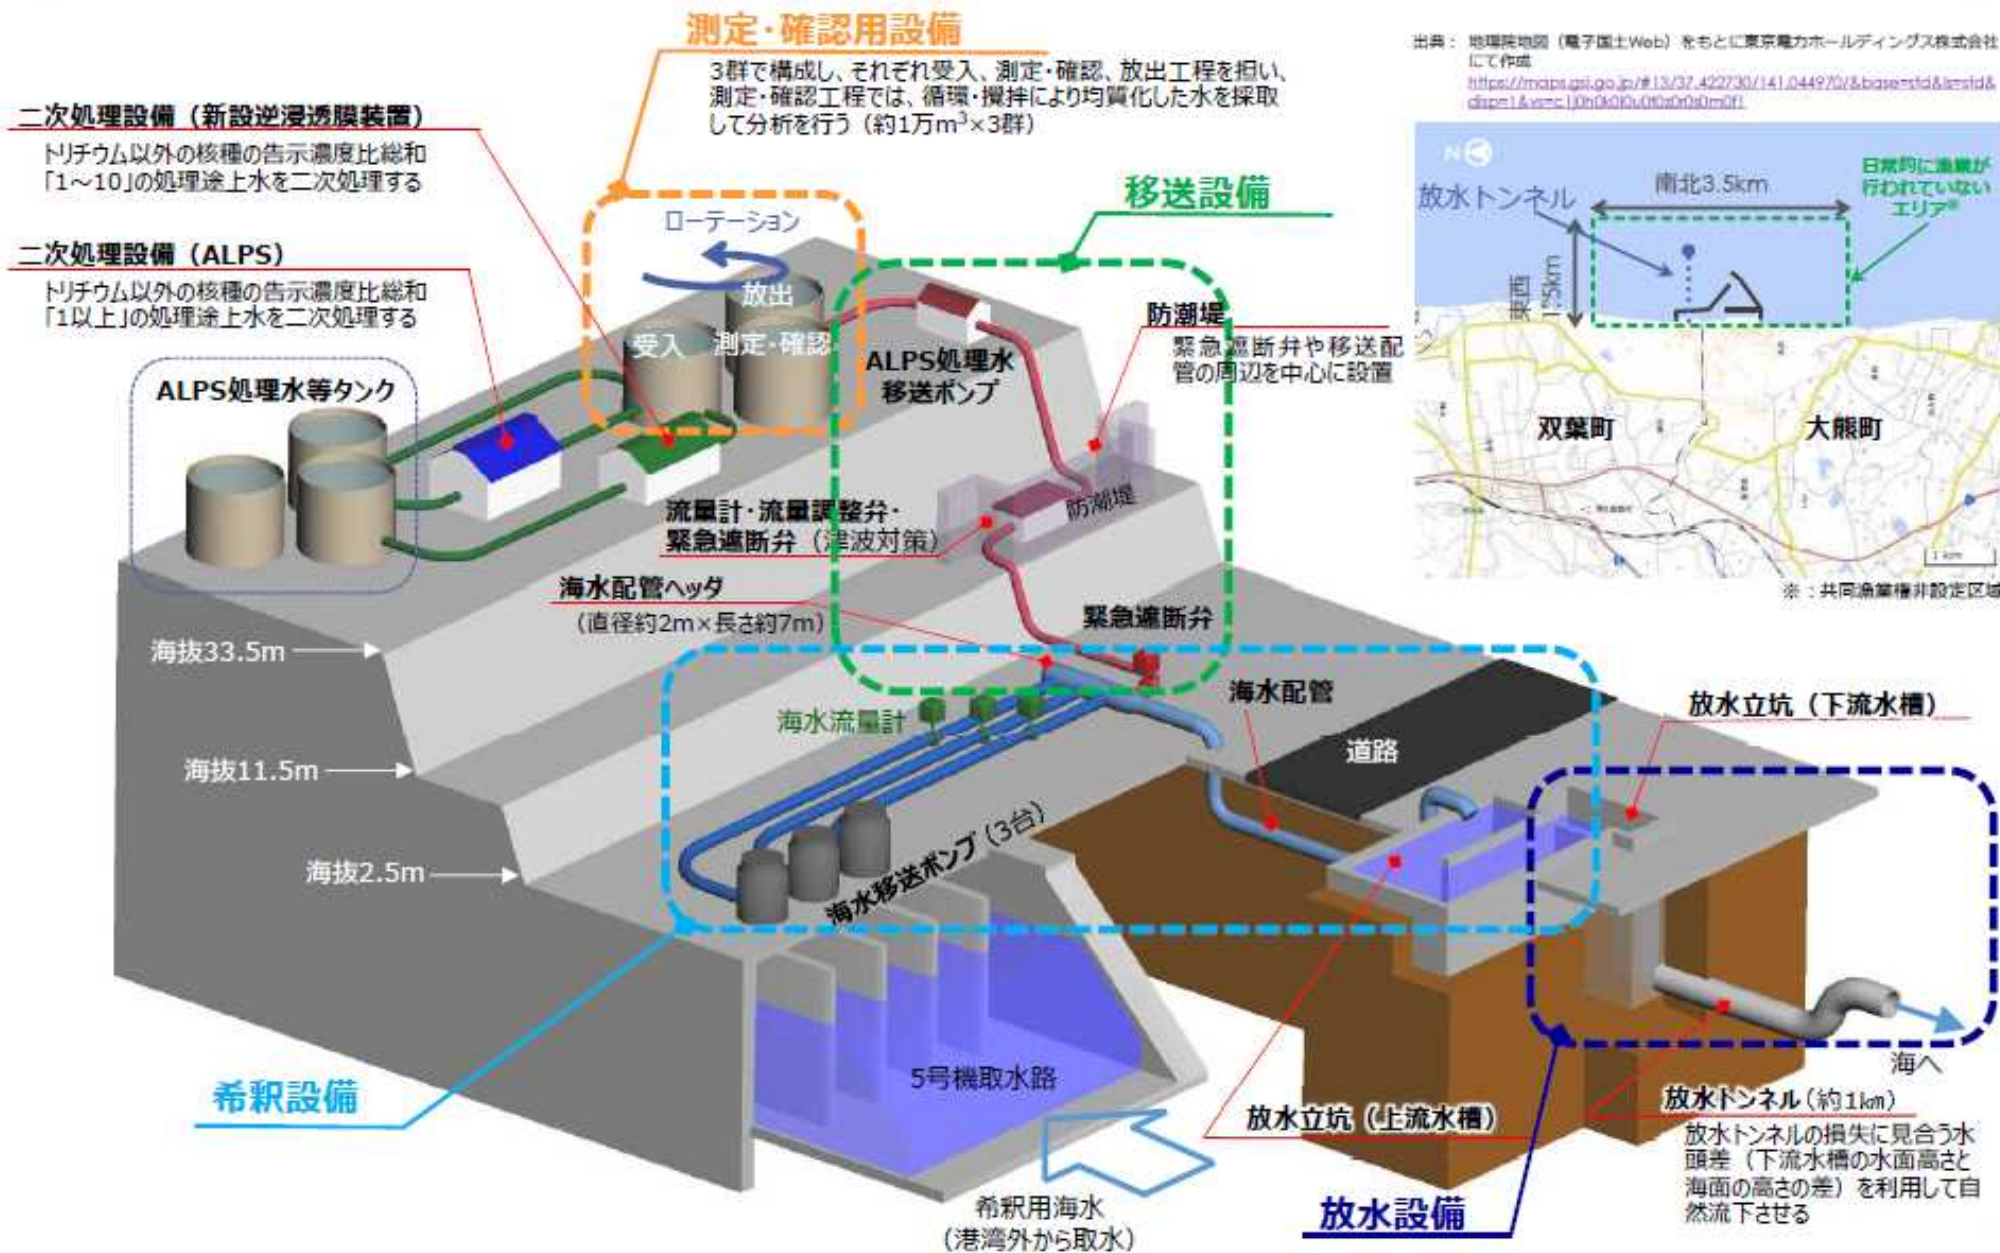 測定・確認用設備
3群で構成し、それぞれ受入、測定・確認、放出工程を担い、
測定・確認工程では、循環・攪拌により均質化した水を採取
して分析を行う（約1万m³×3群）
出典： 地理院地図（電子国土Web）をもとに東京電力ホールディングス株式会社
にて作成
二次処理設備（新設逆浸透膜装置）
トリチウム以外の核種の告示濃度比総和
「1～10」の処理途上水を二次処理する
二次処理設備（ALPS）
トリチウム以外の核種の告示濃度比総和
「1以上」の処理途上水を二次処理する
ALPS処理水等タンク
ローテーション
放出
受入
測定・確認
移送設備
ALPS処理水
移送ポンプ
防潮堤
緊急遮断弁や移送配
管の周辺を中心に設置
防潮堤
流量計・流量調整弁・
緊急遮断弁（津波対策）
海水配管ヘッダ
（直径約2m×長さ約7m）
緊急遮断弁
N
放水トンネル
南北3.5km
東西
1.5km
日常的に漁業が
行われていない
エリア※
双葉町
大熊町
1 km
※：共同漁業権非設定区域
海抜33.5m
海抜11.5m
海抜2.5m
海水流量計
海水配管
道路
放水立坑（下流水槽）
海水移送ポンプ（3台）
5号機取水路
希釈設備
希釈用海水
（港湾外から取水）
放水立坑（上流水槽）
放水設備
海へ
放水トンネル（約1km）
放水トンネルの損失に見合う水
頭差（下流水槽の水面高さと
海面の高さの差）を利用して自
然流下させる